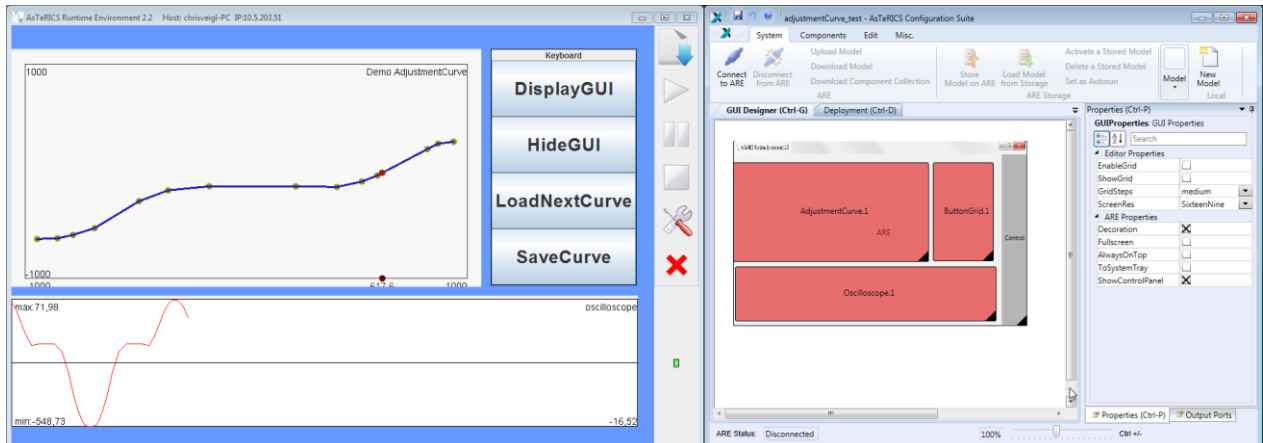 AsTeRICS Runtime Environment 2.2 Host: chrisveigl-PC IP:10.5.203.51
1000
Demo AdjustmentCurve
-1000
-1000
617,6
1000
Keyboard
DisplayGUI
HideGUI
LoadNextCurve
SaveCurve
max:71,98
oscilloscope
min:-548,73
-16,52
adjustmentCurve_test - AsTeRICS Configuration Suite
System Components Edit Misc.
Connect to ARE
Disconnect from ARE
Upload Model
Download Model
Download Component Collection
ARE
Store Model on ARE
Load Model from Storage
Activate a Stored Model
Delete a Stored Model
Set as Autorun
ARE Storage
Model
New Model
Local
GUI Designer (Ctrl-G) Deployment (Ctrl-D)
AdjustmentCurve.1
ARE
ButtonGrid.1
Control
Oscilloscope.1
Properties (Ctrl-P)
GUIProperties: GUI Properties
Search
Editor Properties
EnableGrid
ShowGrid
GridSteps medium
ScreenRes SixteenNine
ARE Properties
Decoration
Fullscreen
AlwaysOnTop
ToSystemTray
ShowControlPanel
Properties (Ctrl-P) Output Ports
ARE Status: Disconnected
100%
Ctrl +/-